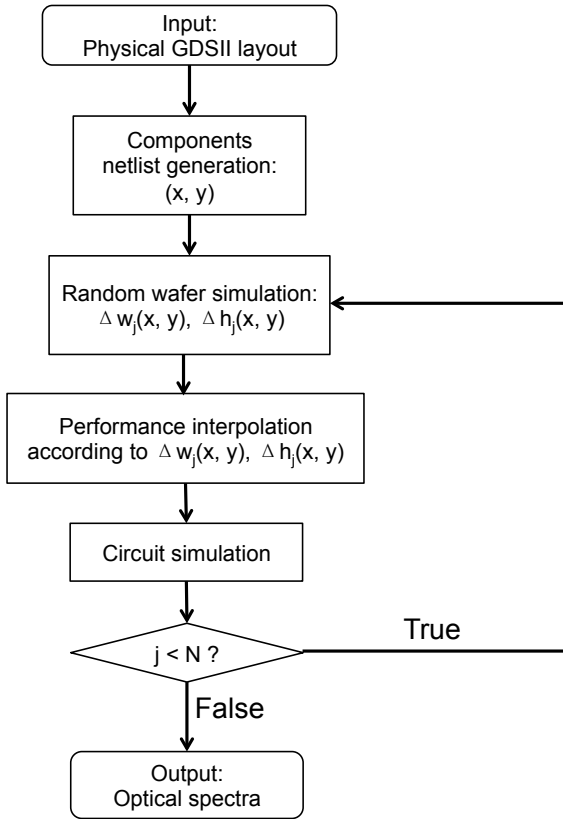 Input:
Physical GDSII layout
Components
netlist generation:
(x, y)
Random wafer simulation:
Δ wj(x, y), Δ hj(x, y)
Performance interpolation
according to Δ wj(x, y), Δ hj(x, y)
Circuit simulation
j < N ?
True
False
Output:
Optical spectra